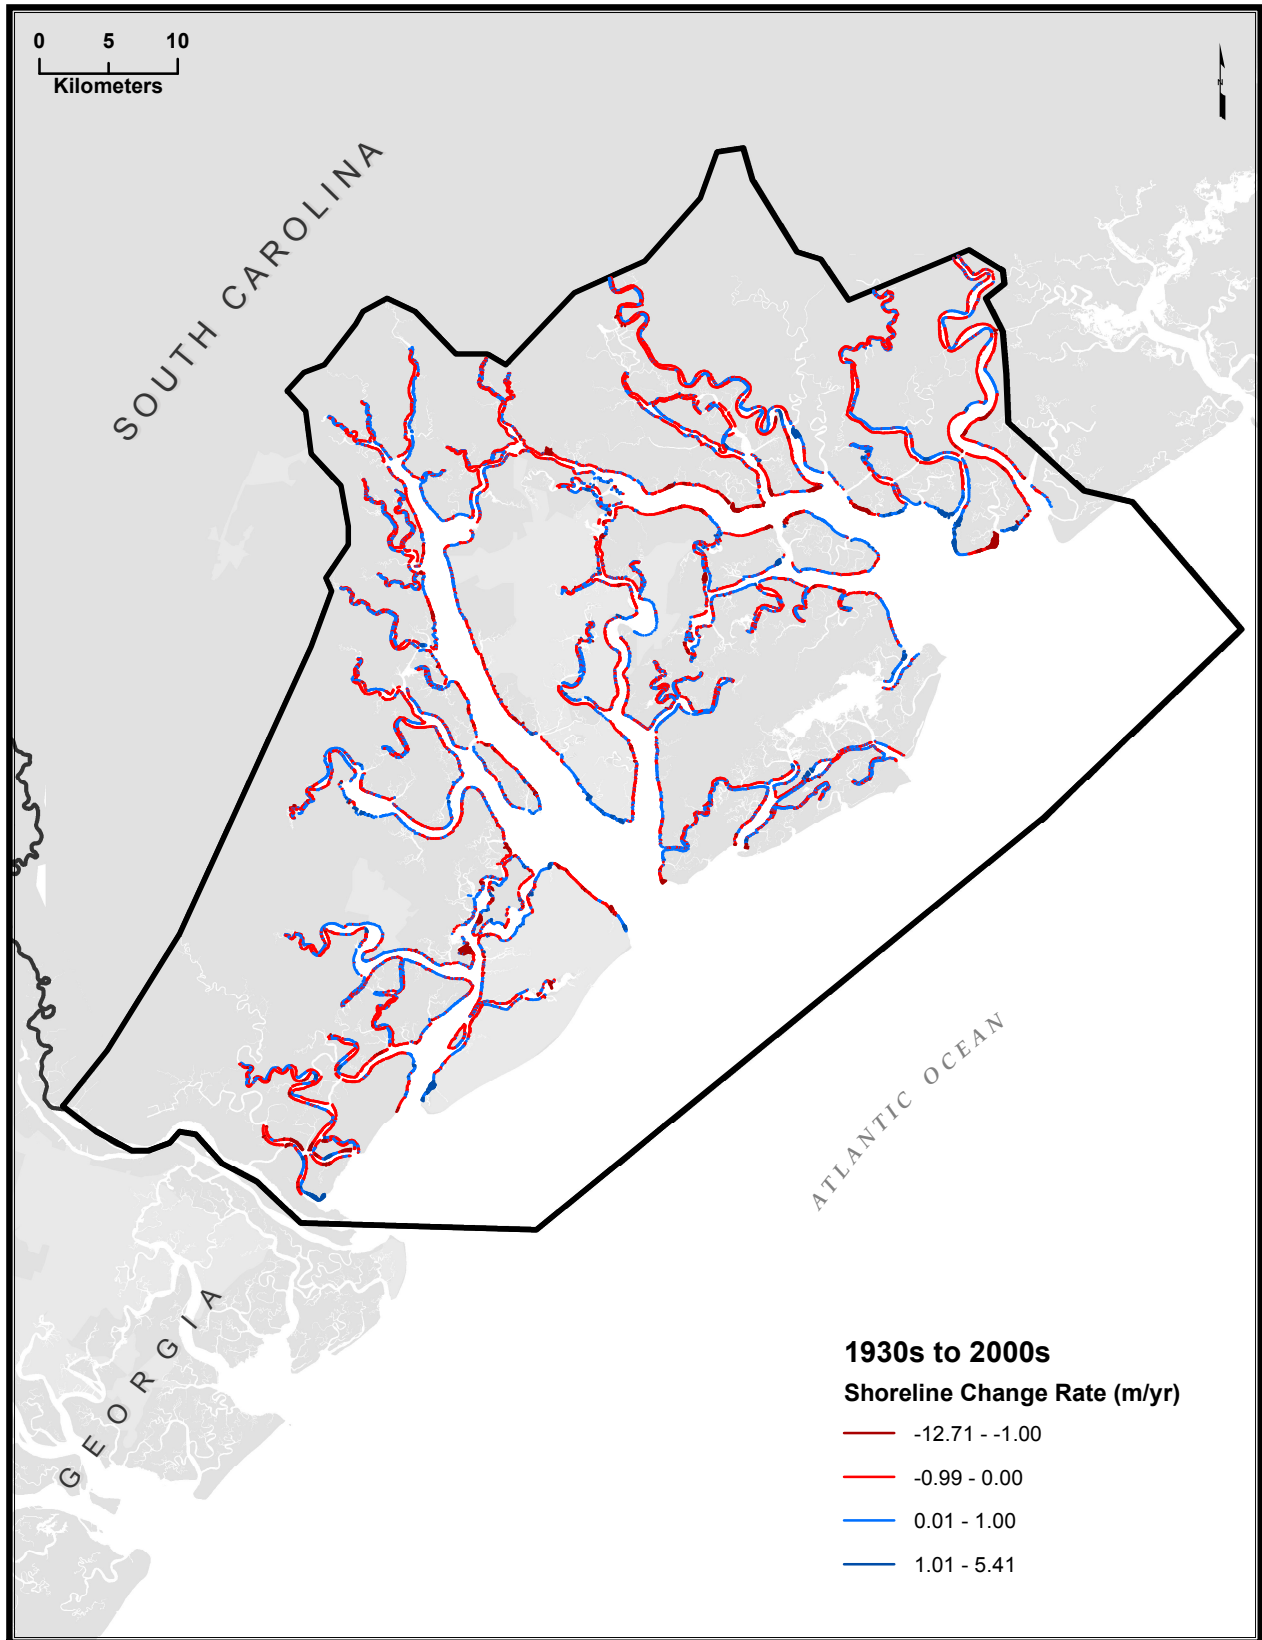 0 5 10
Kilometers
N
SOUTH CAROLINA
ATLANTIC OCEAN
GEORGIA
1930s to 2000s
Shoreline Change Rate (m/yr)
-12.71 - -1.00
-0.99 - 0.00
0.01 - 1.00
1.01 - 5.41